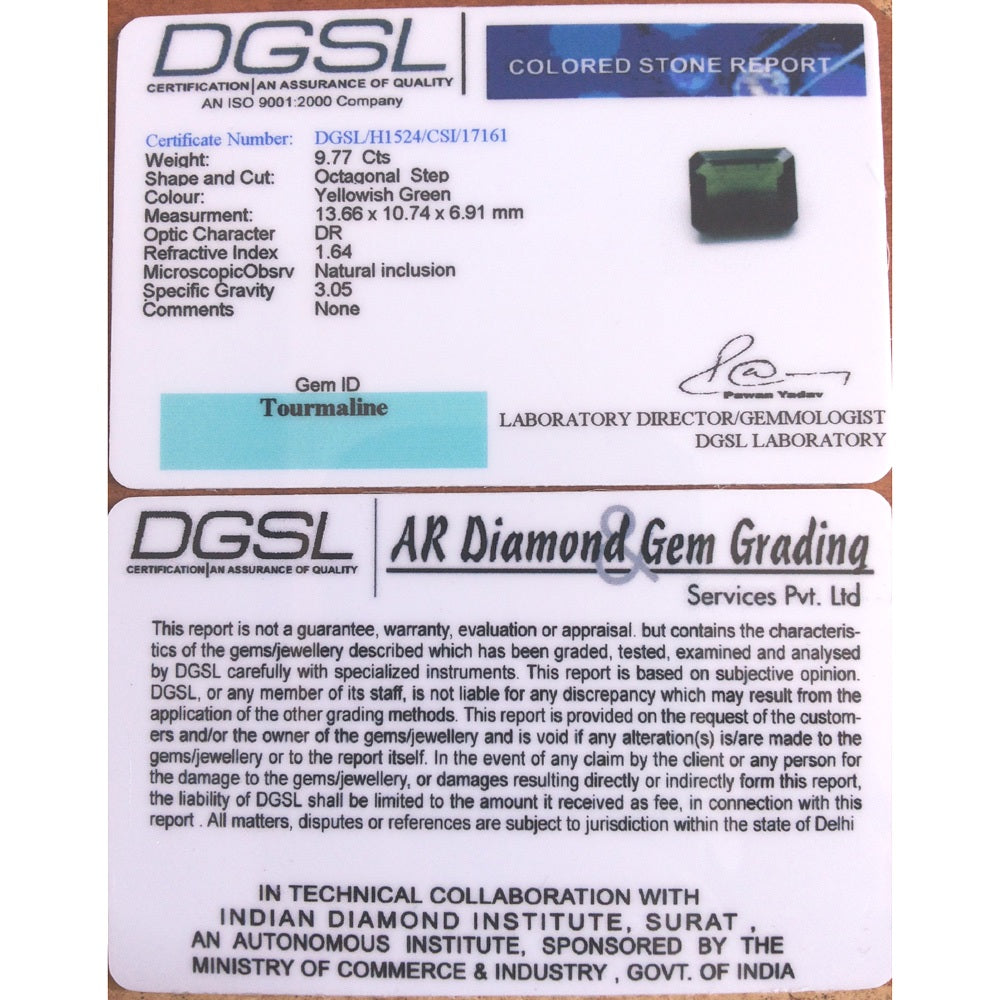 DGSL
CERTIFICATION|AN ASSURANCE OF QUALITY
AN ISO 9001:2000 Company
COLORED STONE REPORT
Certificate Number: DGSL/H1524/CSI/17161
Weight: 9.77 Cts
Shape and Cut: Octagonal Step
Colour: Yellowish Green
Measurment: 13.66 x 10.74 x 6.91 mm
Optic Character DR
Refractive Index 1.64
MicroscopicObsrv Natural inclusion
Specific Gravity 3.05
Comments None
Gem ID
Tourmaline
Pawan Yadav
LABORATORY DIRECTOR/GEMMOLOGIST
DGSL LABORATORY
DGSL
CERTIFICATION|AN ASSURANCE OF QUALITY
AR Diamond & Gem Grading
Services Pvt. Ltd
This report is not a guarantee, warranty, evaluation or appraisal. but contains the characteris-
tics of the gems/jewellery described which has been graded, tested, examined and analysed
by DGSL carefully with specialized instruments. This report is based on subjective opinion.
DGSL, or any member of its staff, is not liable for any discrepancy which may result from the
application of the other grading methods. This report is provided on the request of the custom-
ers and/or the owner of the gems/jewellery and is void if any alteration(s) is/are made to the
gems/jewellery or to the report itself. In the event of any claim by the client or any person for
the damage to the gems/jewellery, or damages resulting directly or indirectly form this report,
the liability of DGSL shall be limited to the amount it received as fee, in connection with this
report . All matters, disputes or references are subject to jurisdiction within the state of Delhi
IN TECHNICAL COLLABORATION WITH
INDIAN DIAMOND INSTITUTE, SURAT ,
AN AUTONOMOUS INSTITUTE, SPONSORED BY THE
MINISTRY OF COMMERCE & INDUSTRY , GOVT. OF INDIA